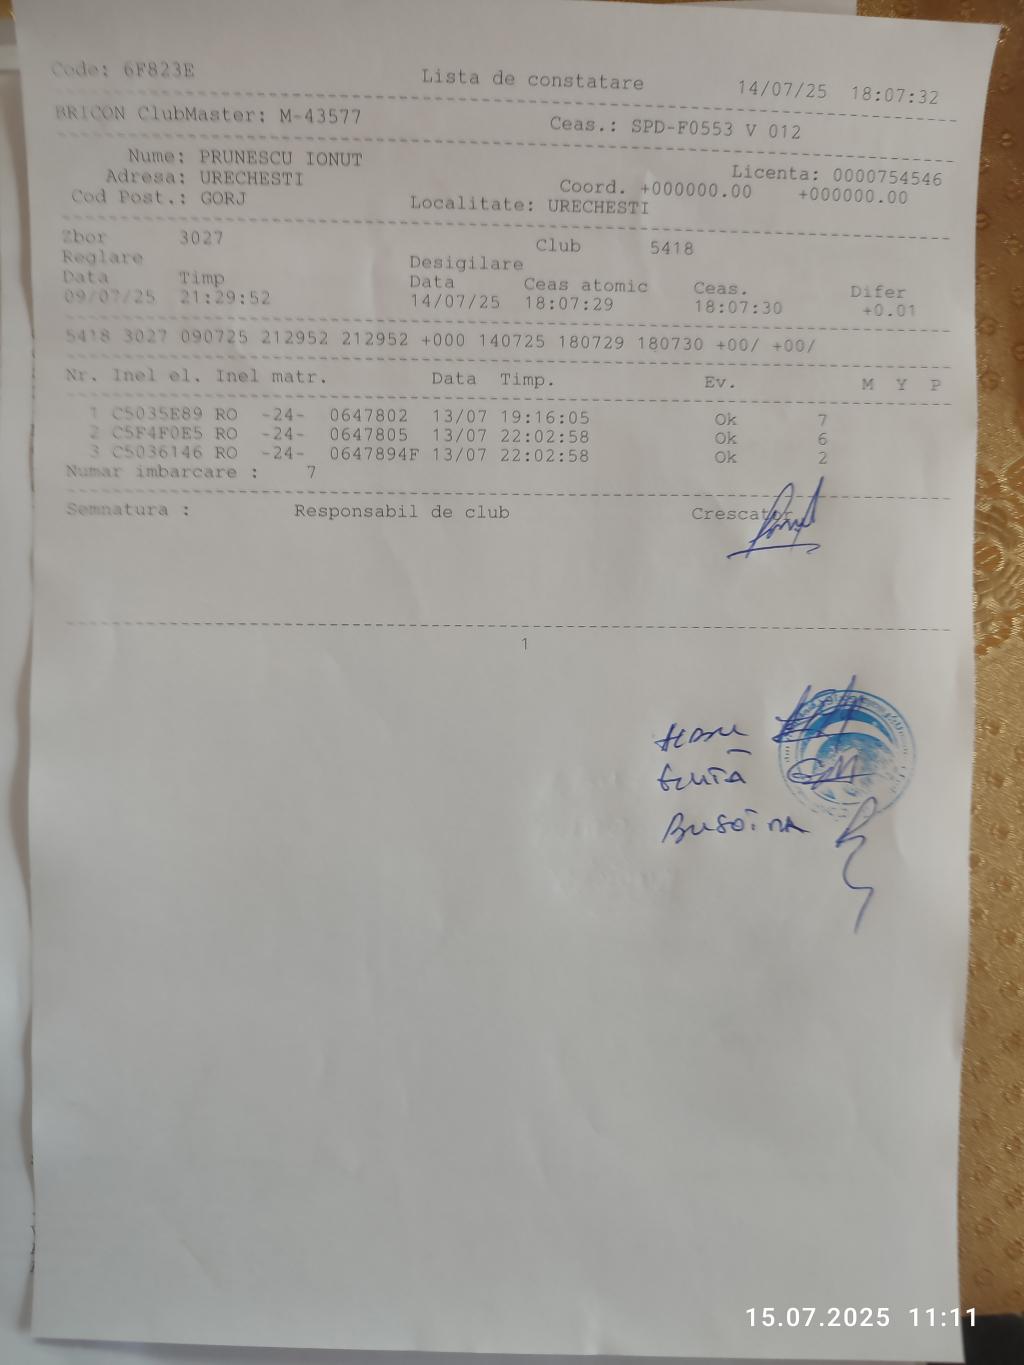 Code: 6F823E Lista de constatare 14/07/25 18:07:32
BRICON ClubMaster: M-43577 Ceas.: SPD-F0553 V 012
Nume: PRUNESCU IONUT Licenta: 0000754546
Adresa: URECHESTI Coord. +000000.00 +000000.00
Cod Post.: GORJ Localitate: URECHESTI
Zbor 3027 Club 5418
Reglare Desigilare
Data Timp Data Ceas atomic Ceas. Difer
09/07/25 21:29:52 14/07/25 18:07:29 18:07:30 +0.01
5418 3027 090725 212952 212952 +000 140725 180729 180730 +00/ +00/
Nr. Inel el. Inel matr. Data Timp. Ev. M Y P
1 C5035E89 RO -24- 0647802 13/07 19:16:05 Ok 7
2 C5F4F0E5 RO -24- 0647805 13/07 22:02:58 Ok 6
3 C5036146 RO -24- 0647894F 13/07 22:02:58 Ok 2
Numar imbarcare : 7
Semnatura : Responsabil de club Crescator
1
15.07.2025 11:11